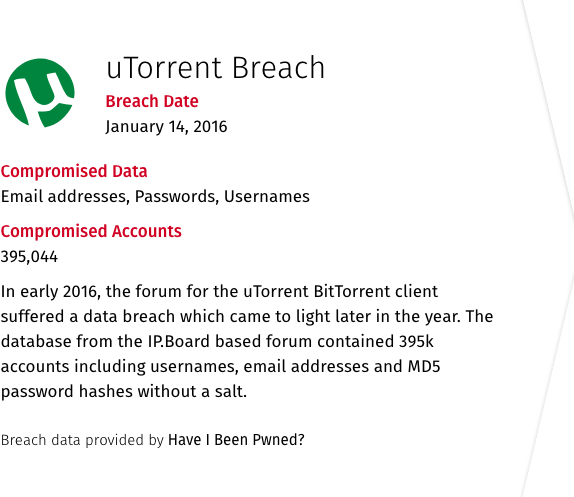 uTorrent Breach
Breach Date
January 14, 2016
Compromised Data
Email addresses, Passwords, Usernames
Compromised Accounts
395,044
In early 2016, the forum for the uTorrent BitTorrent client
suffered a data breach which came to light later in the year. The
database from the IP.Board based forum contained 395k
accounts including usernames, email addresses and MD5
password hashes without a salt.
Breach data provided by Have I Been Pwned?